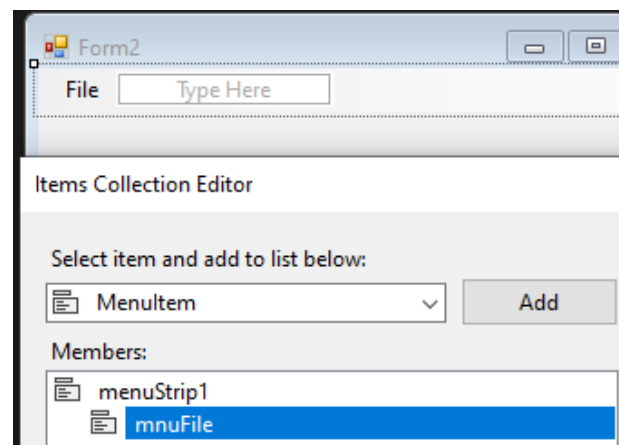 Form2
File Type Here
Items Collection Editor
Select item and add to list below:
MenuItem Add
Members:
menuStrip1
mnuFile